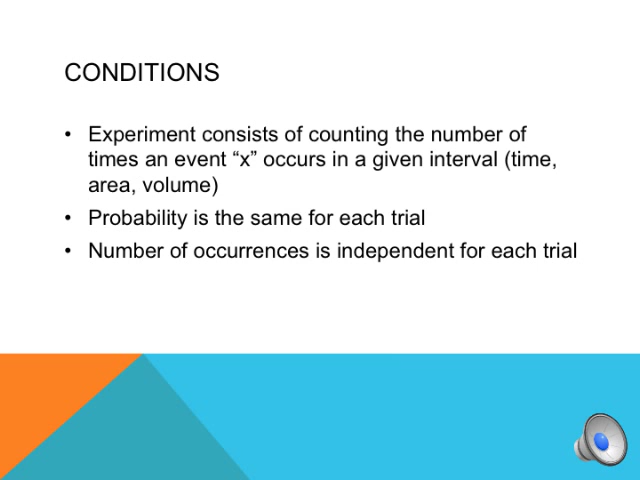 CONDITIONS
• Experiment consists of counting the number of
times an event “x” occurs in a given interval (time,
area, volume)
• Probability is the same for each trial
• Number of occurrences is independent for each trial